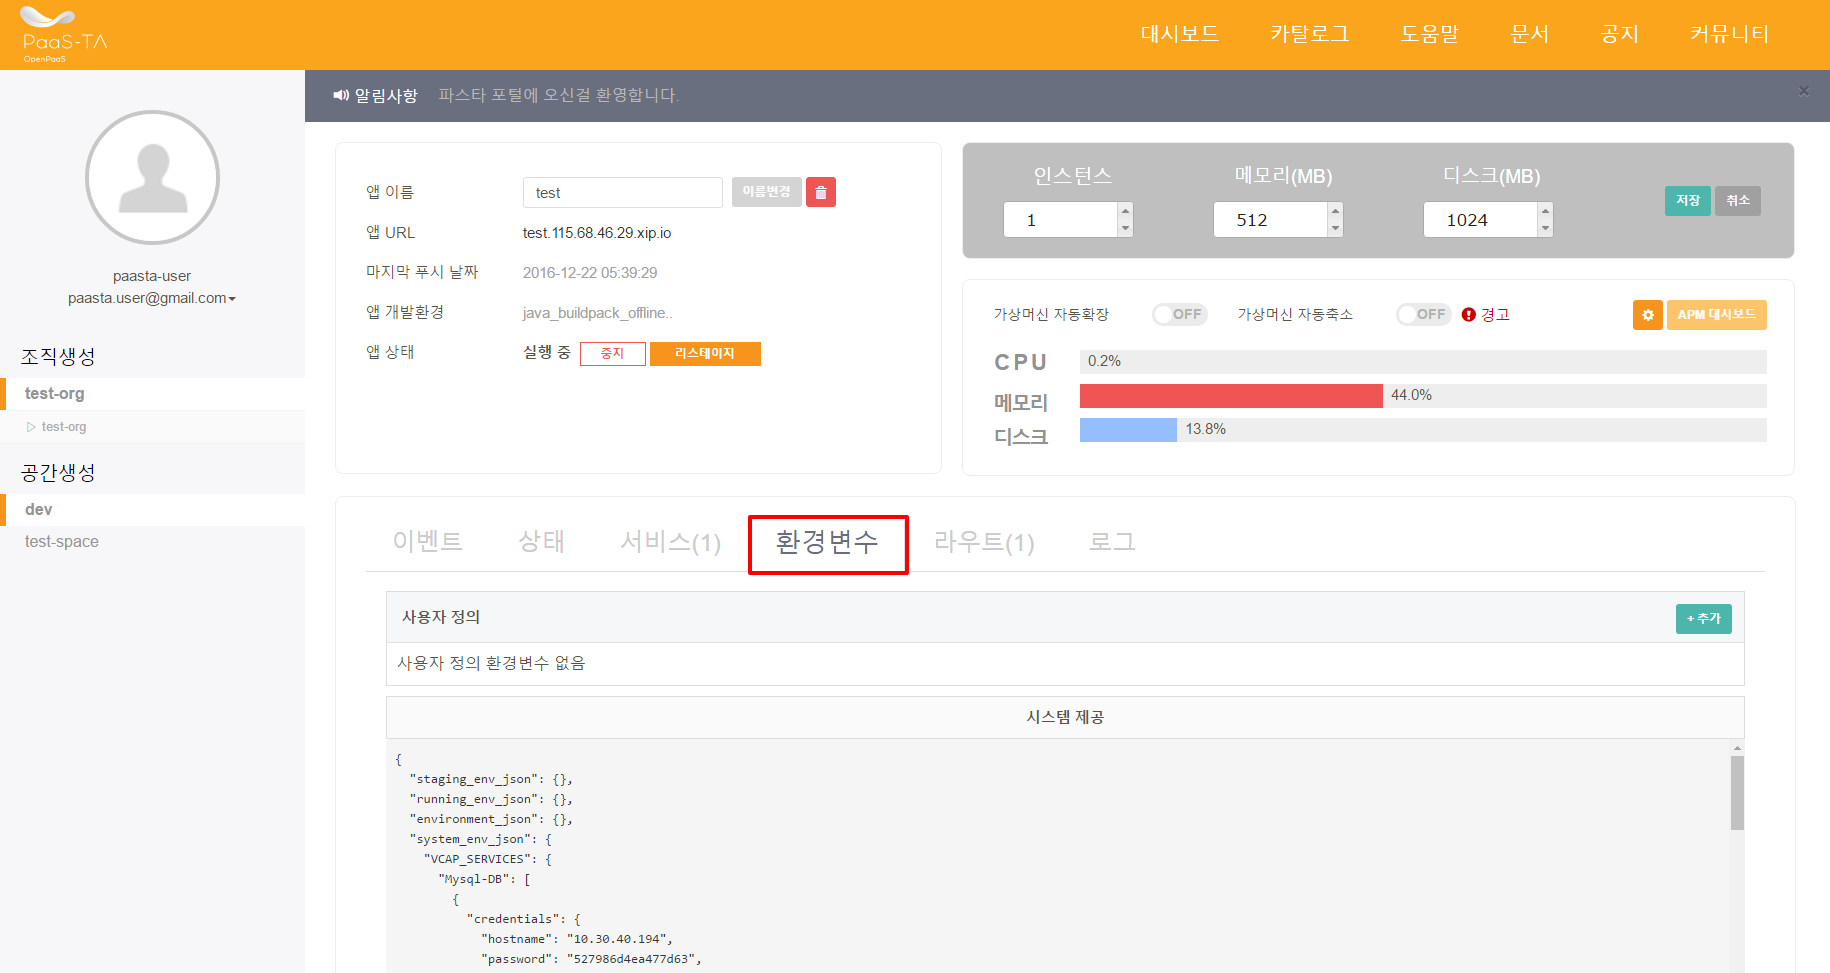 PaaS-TA
OpenPaaS
대시보드 카탈로그 도움말 문서 공지 커뮤니티
알림사항 파스타 포털에 오신걸 환영합니다.
×
paasta-user
paasta.user@gmail.com
조직생성
test-org
▷ test-org
공간생성
dev
test-space
앱 이름 test 이름변경
앱 URL test.115.68.46.29.xip.io
마지막 푸시 날짜 2016-12-22 05:39:29
앱 개발환경 java_buildpack_offline..
앱 상태 실행 중 중지 리스테이지
인스턴스 메모리(MB) 디스크(MB)
1 512 1024 저장 취소
가상머신 자동확장 OFF 가상머신 자동축소 OFF 경고 APM 대시보드
CPU 0.2%
메모리 44.0%
디스크 13.8%
이벤트 상태 서비스(1) 환경변수 라우트(1) 로그
사용자 정의 + 추가
사용자 정의 환경변수 없음
시스템 제공
{
"staging_env_json": {},
"running_env_json": {},
"environment_json": {},
"system_env_json": {
"VCAP_SERVICES": {
"Mysql-DB": [
{
"credentials": {
"hostname": "10.30.40.194",
"password": "527986d4ea477d63",